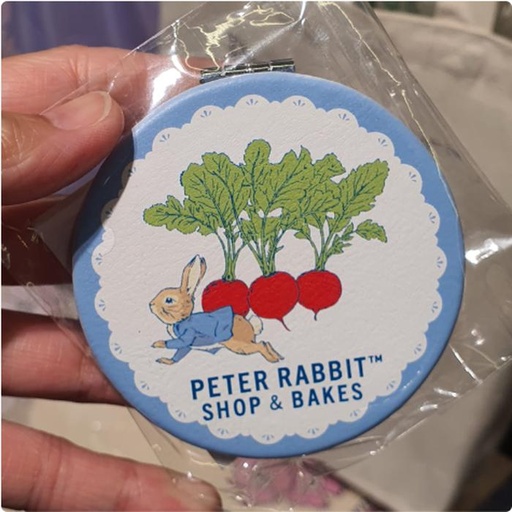 PETER RABBIT™
SHOP & BAKES